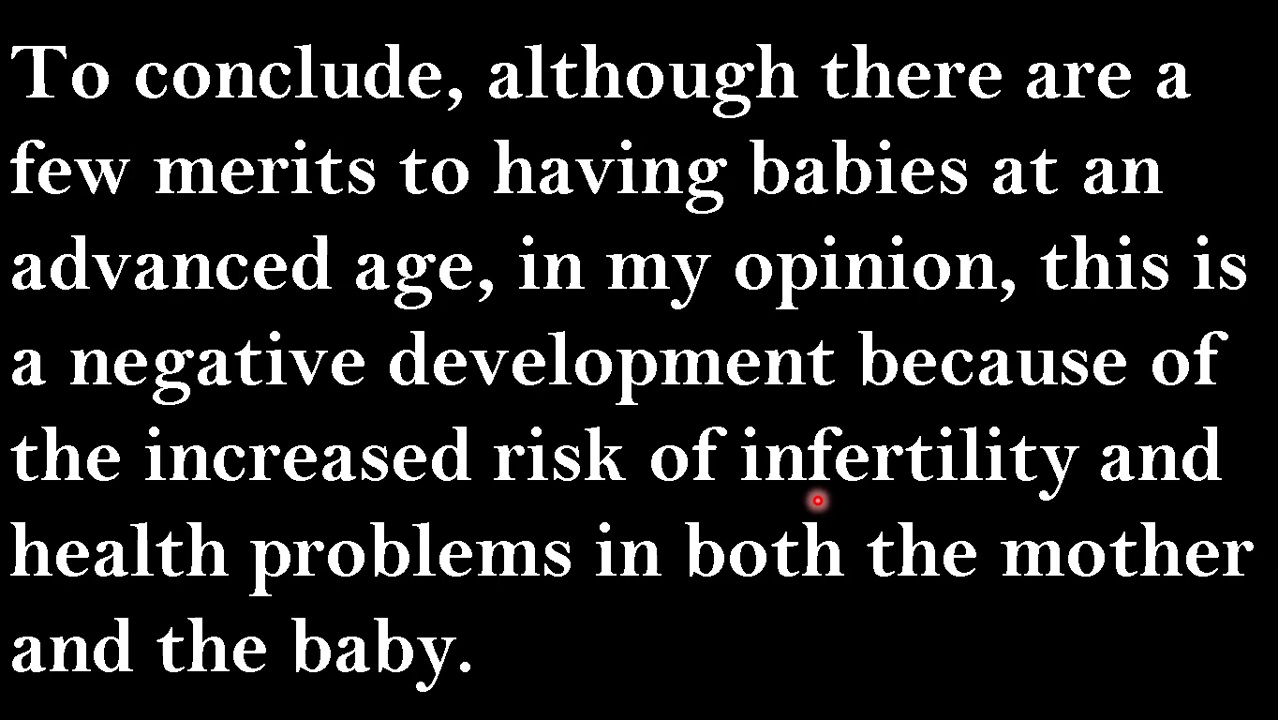 To conclude, although there are a
few merits to having babies at an
advanced age, in my opinion, this is
a negative development because of
the increased risk of infertility and
health problems in both the mother
and the baby.